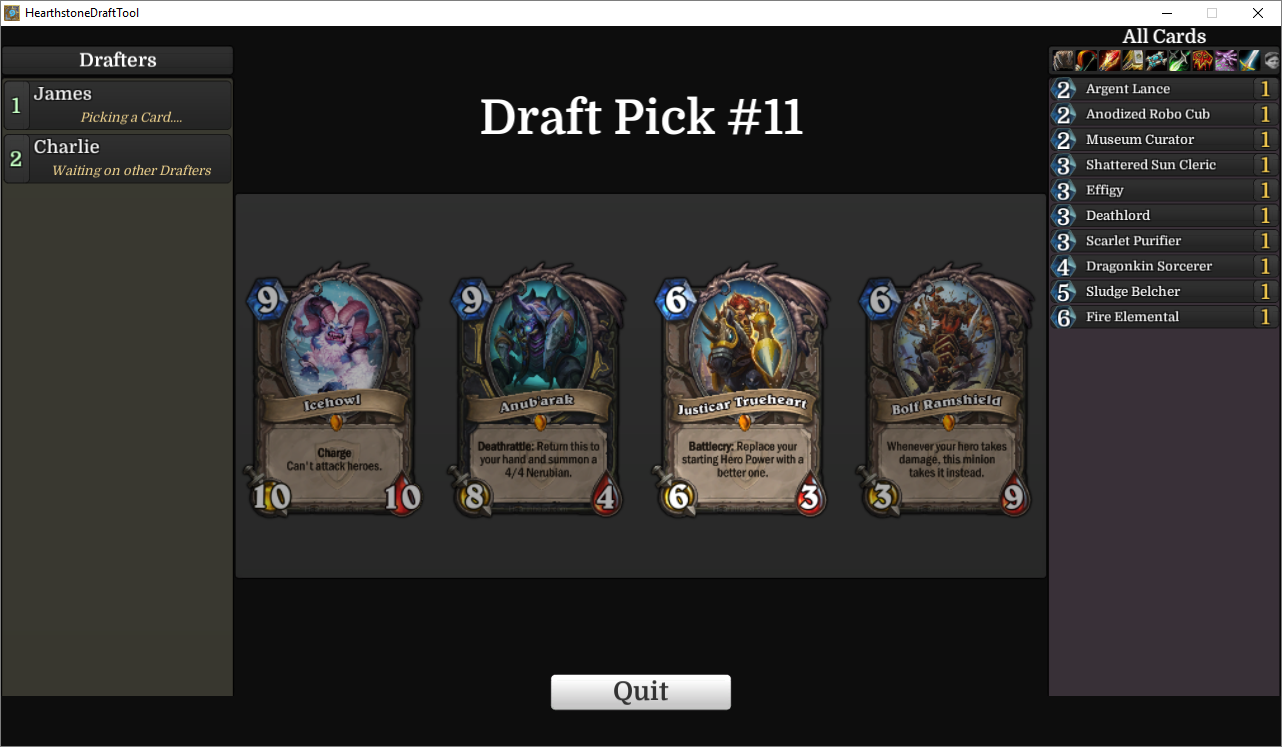 HearthstoneDraftTool
Drafters
1
James
Picking a Card....
2
Charlie
Waiting on other Drafters
Draft Pick #11
9
Icehowl
Charge
Can't attack heroes.
10
10
9
Anub'arak
Deathrattle: Return this to
your hand and summon a
4/4 Nerubian.
8
4
6
Justicar Trueheart
Battlecry: Replace your
starting Hero Power with a
better one.
6
3
6
Bolf Ramshield
Whenever your hero takes
damage, this minion
takes it instead.
3
9
Quit
All Cards
2 Argent Lance 1
2 Anodized Robo Cub 1
2 Museum Curator 1
3 Shattered Sun Cleric 1
3 Effigy 1
3 Deathlord 1
3 Scarlet Purifier 1
4 Dragonkin Sorcerer 1
5 Sludge Belcher 1
6 Fire Elemental 1